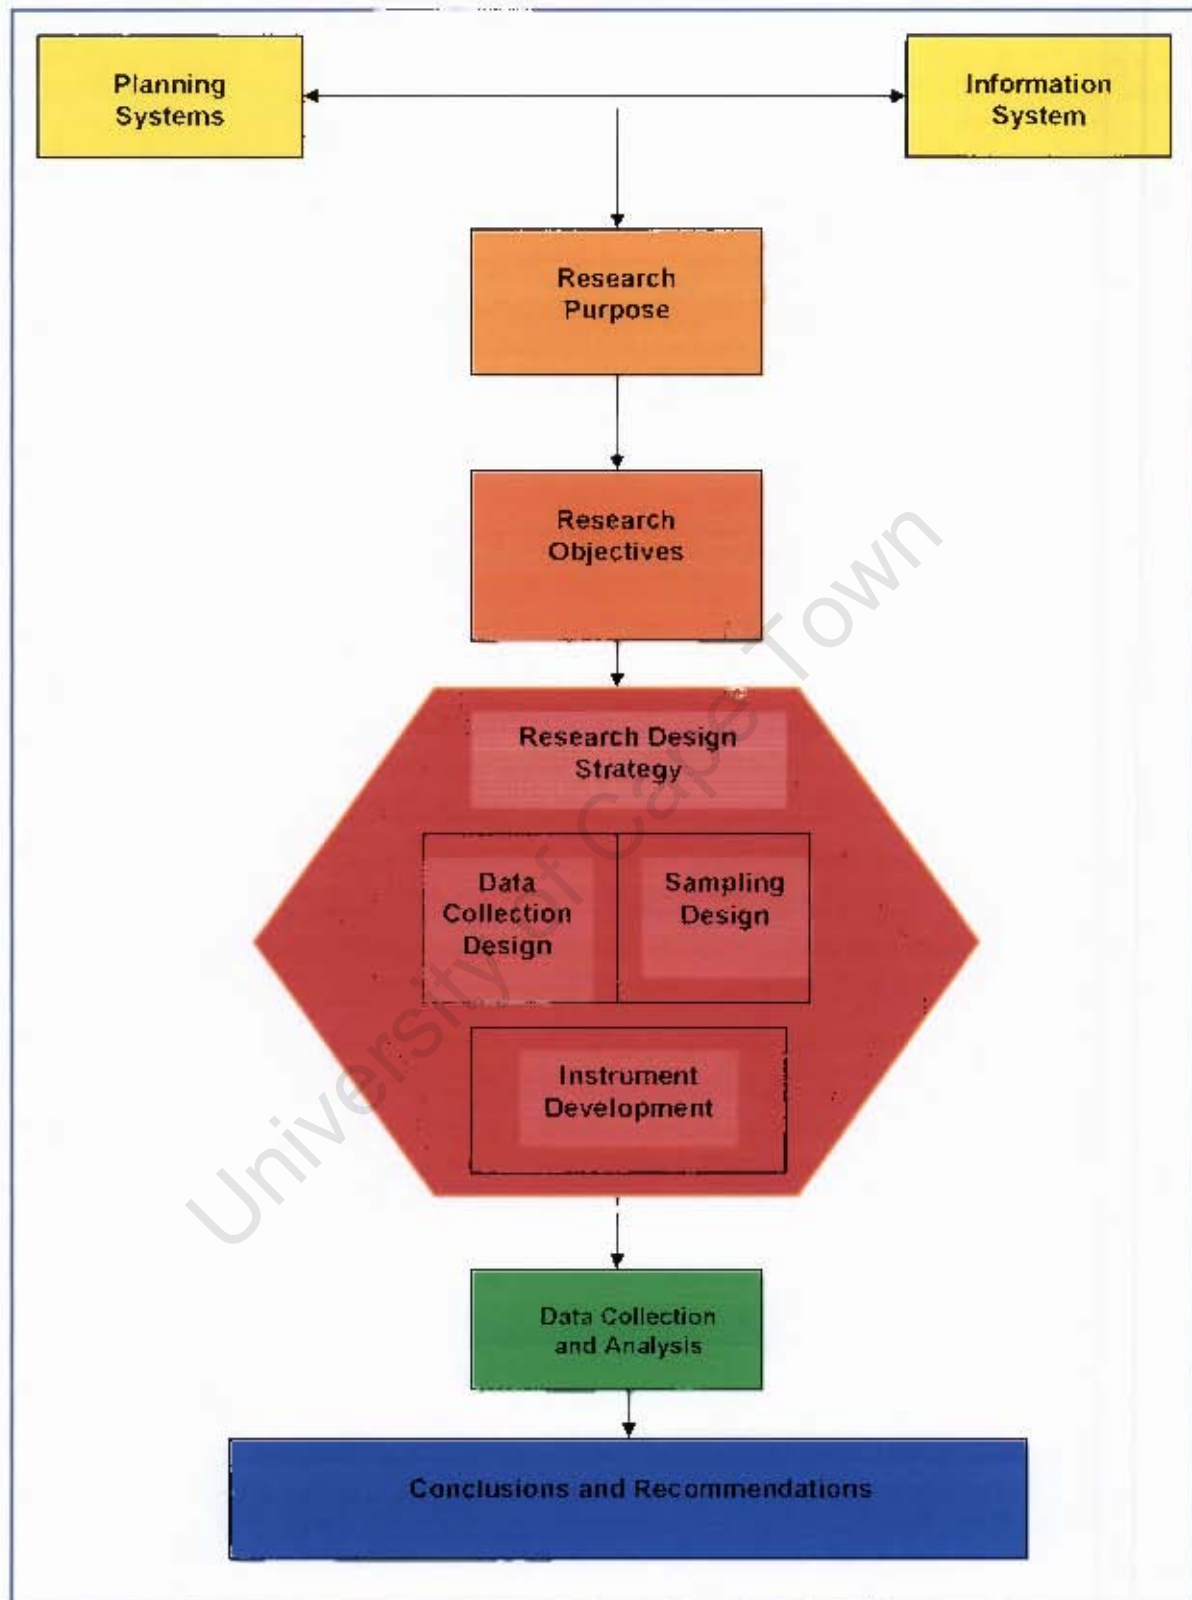 Planning
Systems
Information
System
Research
Purpose
Research
Objectives
Research Design
Strategy
Data
Collection
Design
Sampling
Design
Instrument
Development
Data Collection
and Analysis
Conclusions and Recommendations
University of Cape Town